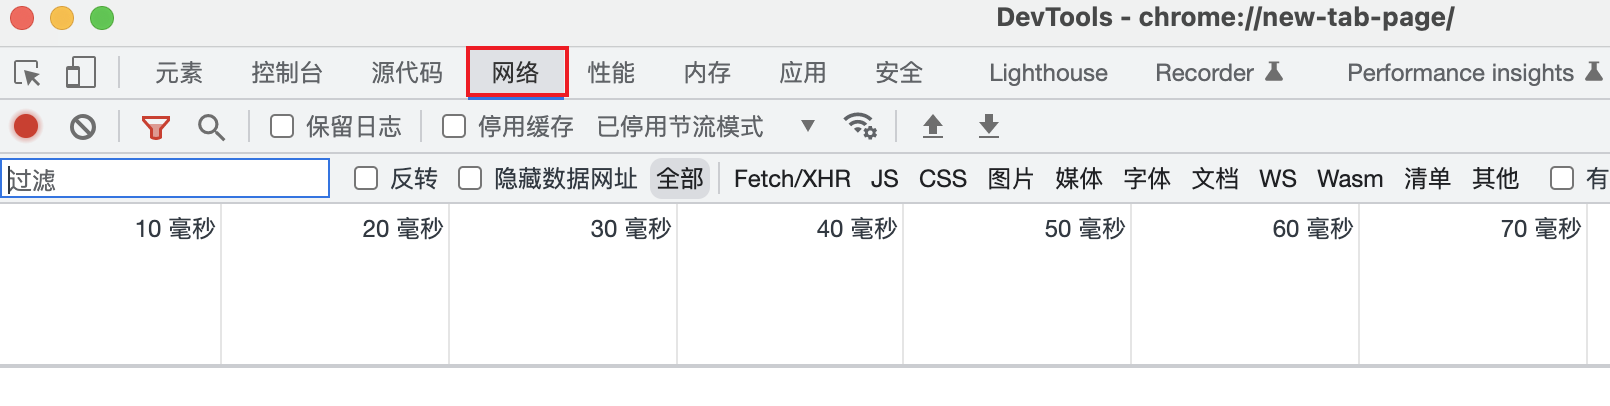 DevTools - chrome://new-tab-page/
元素 控制台 源代码 网络 性能 内存 应用 安全 Lighthouse Recorder Performance insights
保留日志 停用缓存 已停用节流模式
过滤 反转 隐藏数据网址 全部 Fetch/XHR JS CSS 图片 媒体 字体 文档 WS Wasm 清单 其他 有
10 毫秒 20 毫秒 30 毫秒 40 毫秒 50 毫秒 60 毫秒 70 毫秒